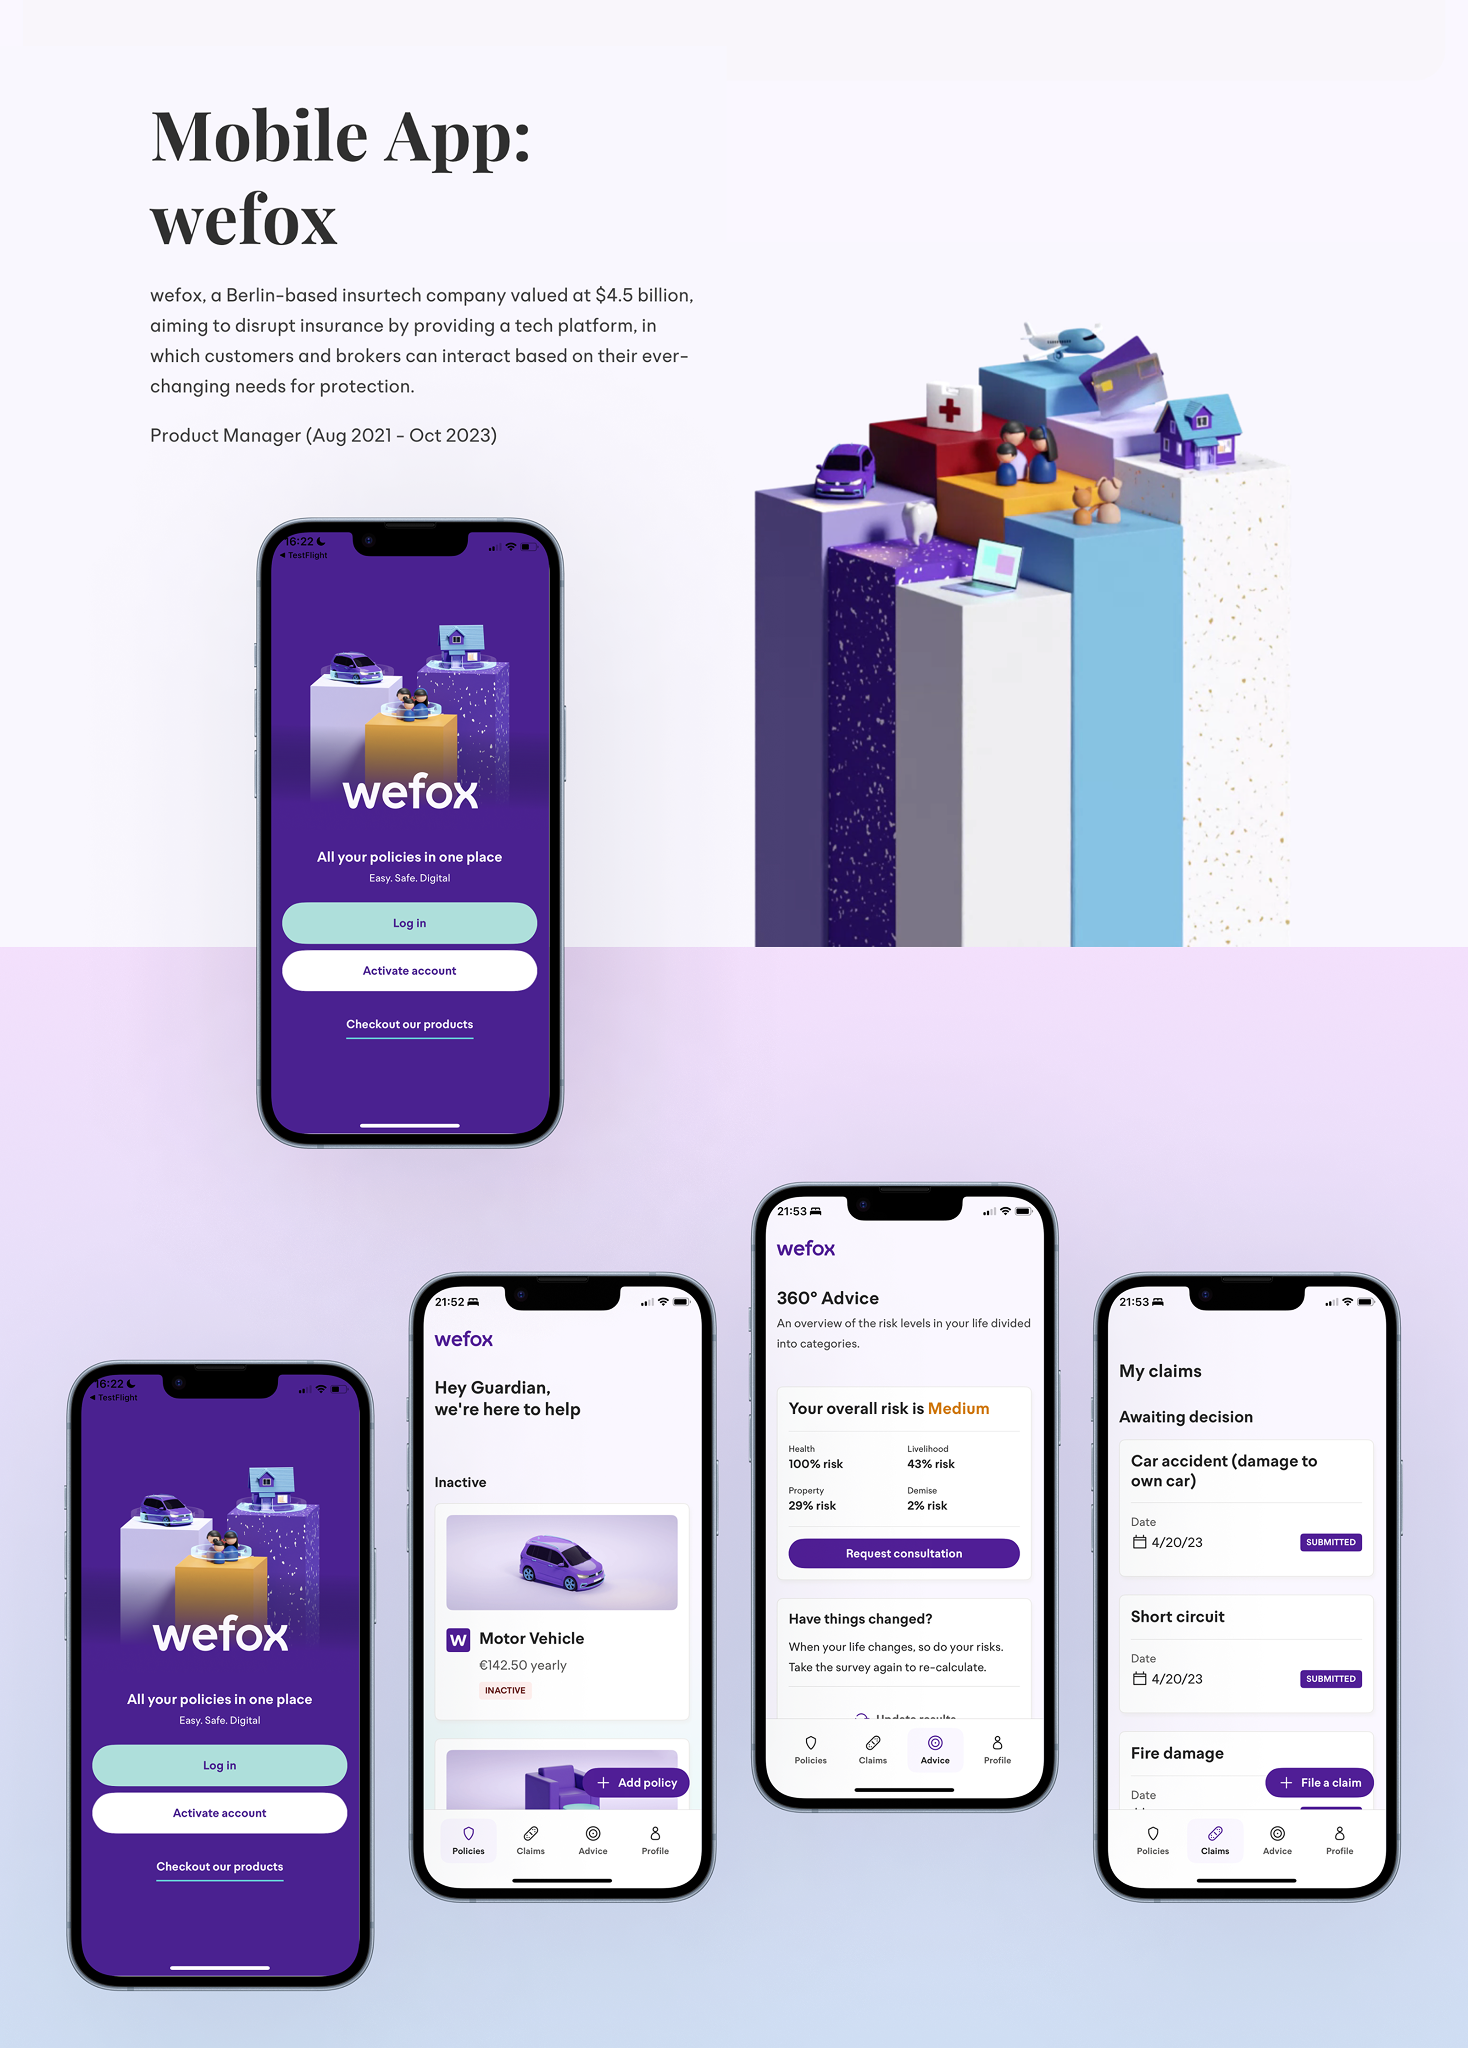 Mobile App:
wefox
wefox, a Berlin-based insurtech company valued at $4.5 billion,
aiming to disrupt insurance by providing a tech platform, in
which customers and brokers can interact based on their ever-
changing needs for protection.
Product Manager (Aug 2021 - Oct 2023)
16:22
TestFlight
wefox
All your policies in one place
Easy. Safe. Digital
Log in
Activate account
Checkout our products
16:22
TestFlight
wefox
All your policies in one place
Easy. Safe. Digital
Log in
Activate account
Checkout our products
21:52
wefox
Hey Guardian,
we're here to help
Inactive
W Motor Vehicle
€142.50 yearly
INACTIVE
Add policy
Policies Claims Advice Profile
21:53
wefox
360° Advice
An overview of the risk levels in your life divided
into categories.
Your overall risk is Medium
Health Livelihood
100% risk 43% risk
Property Demise
29% risk 2% risk
Request consultation
Have things changed?
When your life changes, so do your risks.
Take the survey again to re-calculate.
Update results
Policies Claims Advice Profile
21:53
My claims
Awaiting decision
Car accident (damage to
own car)
Date
4/20/23 SUBMITTED
Short circuit
Date
4/20/23 SUBMITTED
Fire damage
Date
File a claim
Policies Claims Advice Profile